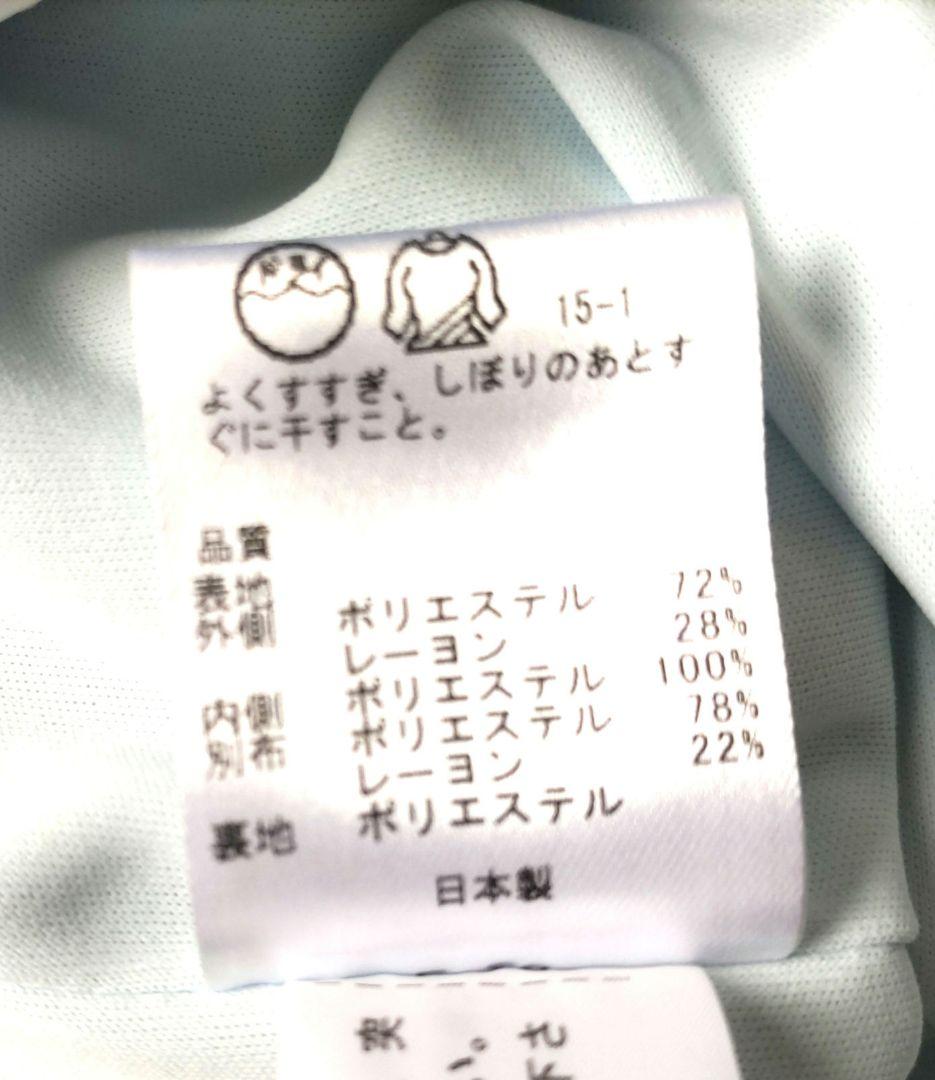 15-1
よくすすぎ、しぼりのあとす
ぐに干すこと。
品質
表地
外側 ポリエステル 72%
レーヨン 28%
内側 ポリエステル 100%
別布 ポリエステル 78%
レーヨン 22%
裏地 ポリエステル
日本製